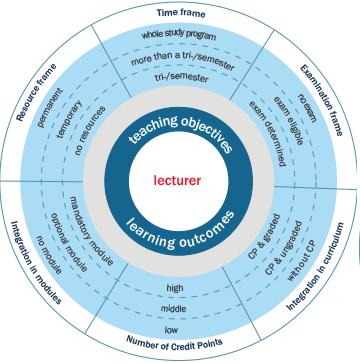 Time frame
whole study program
more than a tri-/semester
tri-/semester
Examination frame
no exam
exam eligible
exam determined
Integration in curriculum
without CP
CP & ungraded
CP & graded
Number of Credit Points
high
middle
low
Integration in modules
no module
optional module
mandatory module
Resource frame
permanent
temporary
no resources
teaching objectives
lecturer
learning outcomes